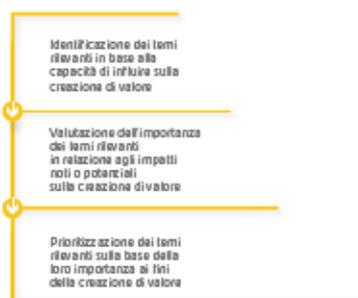 Identificazione dei temi
rilevanti in base alla
capacità di influire sulla
creazione di valore
Valutazione dell'importanza
dei temi rilevanti
in relazione agli impatti
noti o potenziali
sulla creazione di valore
Prioritizzazione dei temi
rilevanti sulla base della
loro importanza ai fini
della creazione di valore